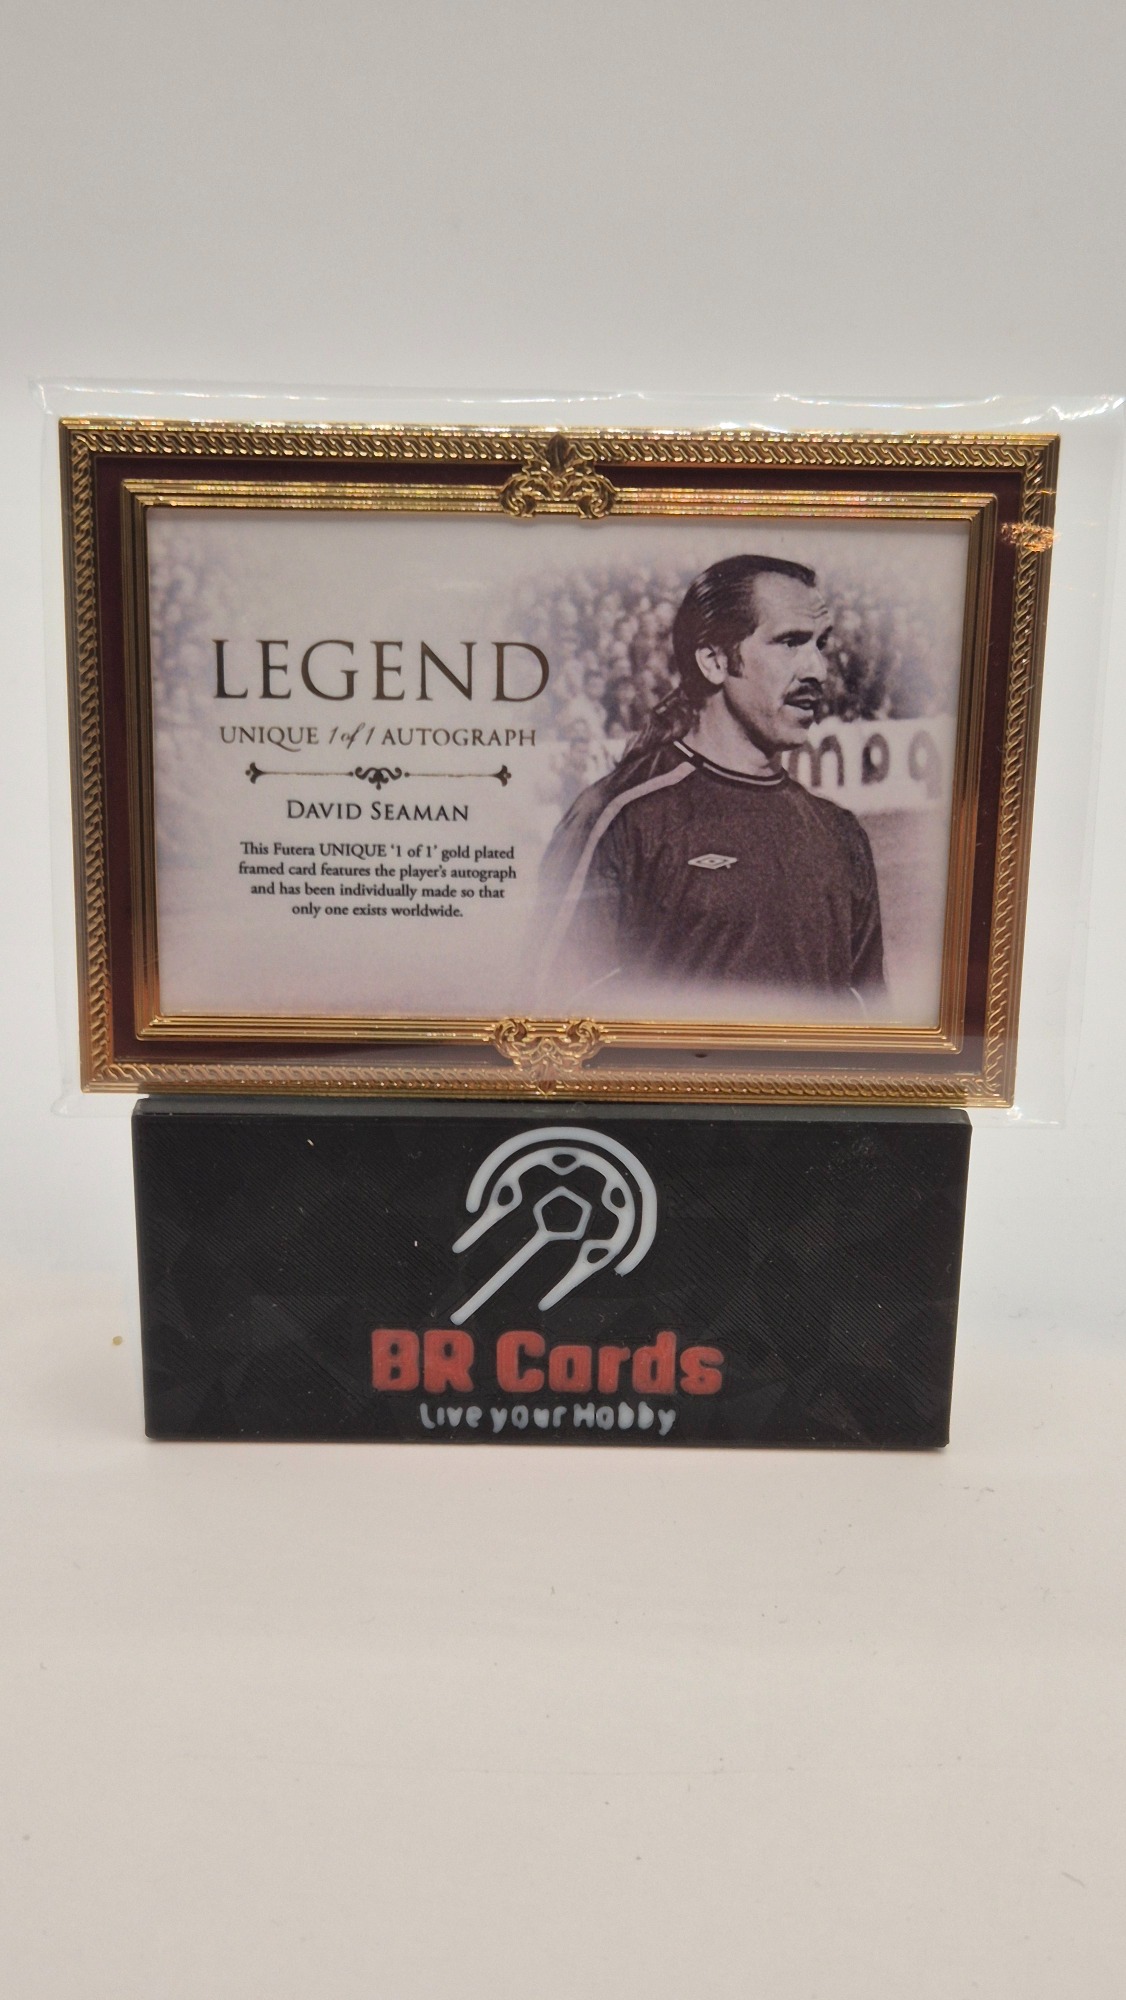 LEGEND
UNIQUE 1 of 1 AUTOGRAPH
DAVID SEAMAN
This Futera UNIQUE ‘1 of 1’ gold plated
framed card features the player's autograph
and has been individually made so that
only one exists worldwide.
BR Cards
Live your Hobby